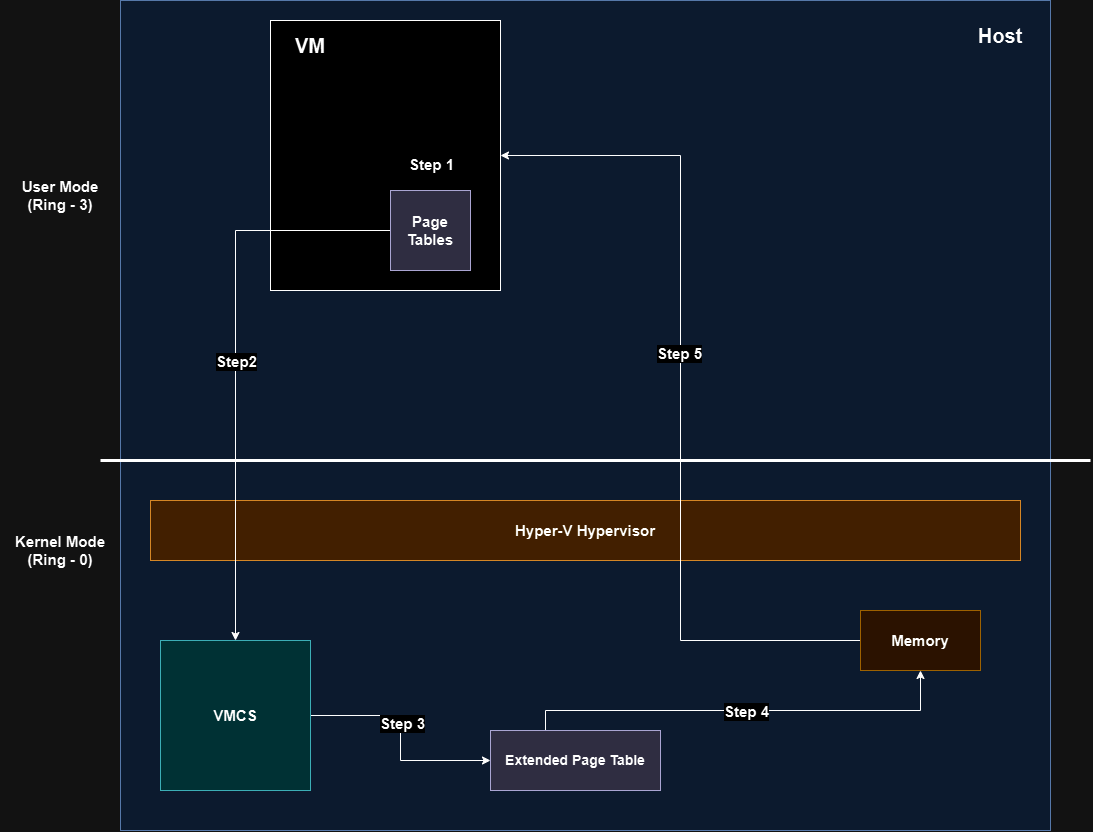 VM
Host
Step 1
User Mode
(Ring - 3)
Page
Tables
Step2
Step 5
Hyper-V Hypervisor
Kernel Mode
(Ring - 0)
Memory
VMCS
Step 3
Step 4
Extended Page Table